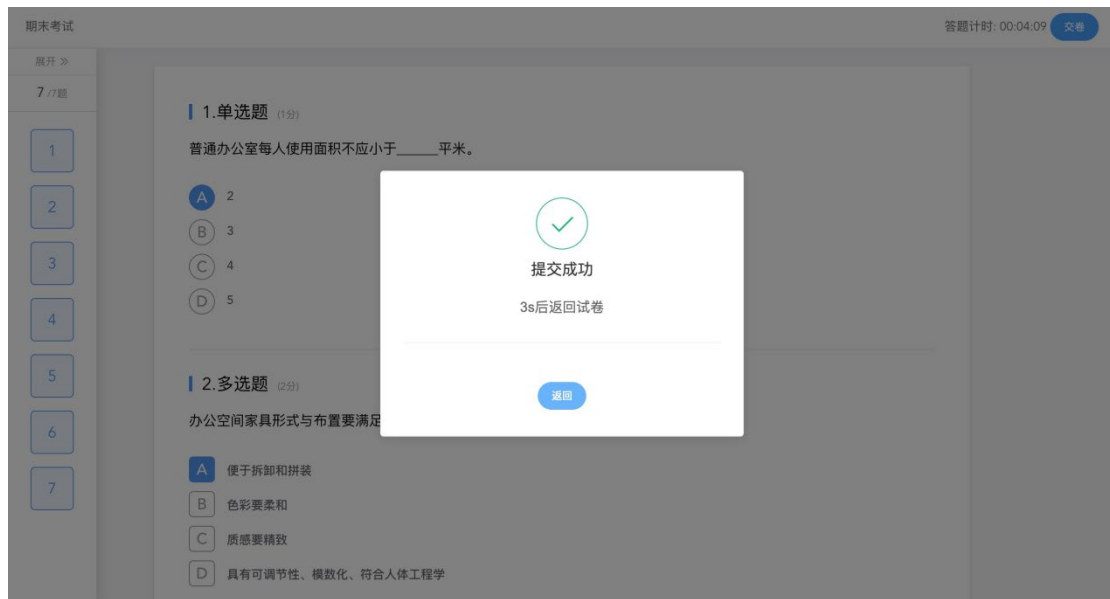 期末考试
答题计时: 00:04:09 交卷
展开 »
7 /7题
1
2
3
4
5
6
7
1.单选题 (1分)
普通办公室每人使用面积不应小于______平米。
A 2
B 3
C 4
D 5
2.多选题 (2分)
办公空间家具形式与布置要满足
A 便于拆卸和拼装
B 色彩要柔和
C 质感要精致
D 具有可调节性、模数化、符合人体工程学
提交成功
3s后返回试卷
返回